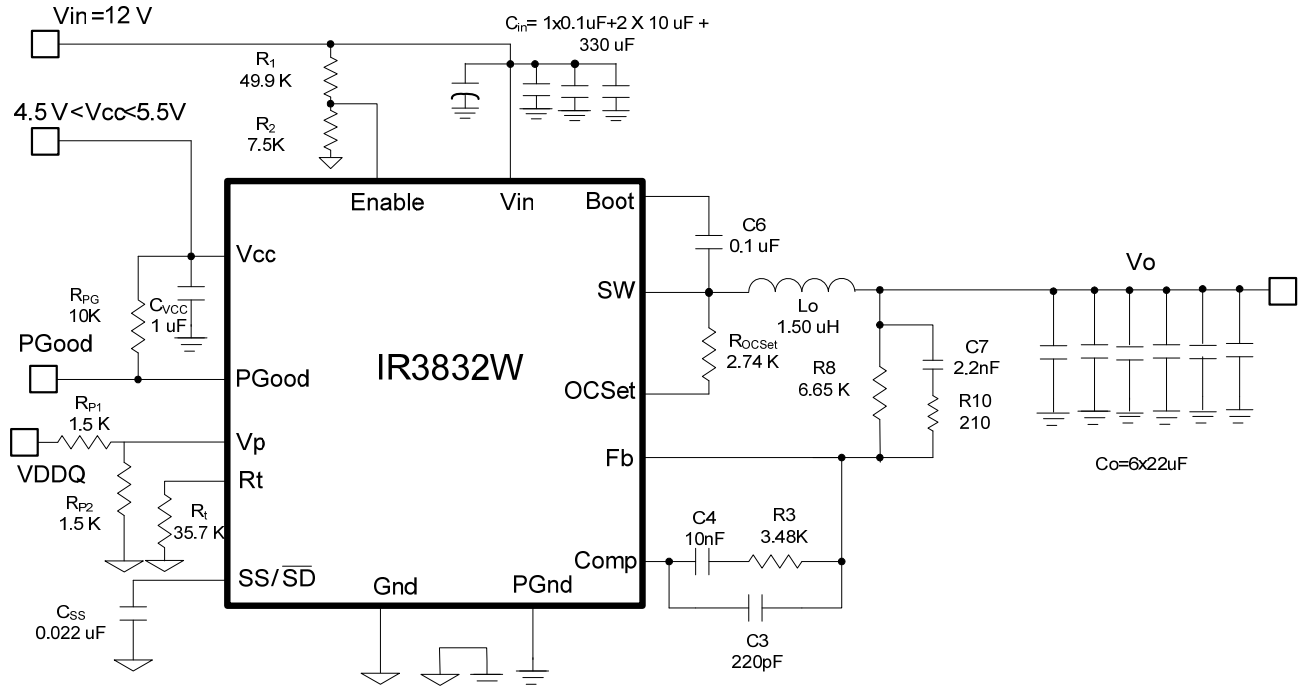 Vin =12 V
Cin= 1x0.1uF+2 X 10 uF +
330 uF
R1
49.9 K
4.5 V<Vcc<5.5V
R2
7.5K
Enable
Vin
Boot
C6
0.1 uF
Vcc
Vo
SW
RPG
10K
CVCC
1 uF
Lo
1.50 uH
PGood
ROCSet
2.74 K
C7
2.2nF
R8
6.65 K
IR3832W
PGood
OCSet
R10
210
RP1
1.5 K
Vp
Fb
VDDQ
Rt
Co=6x22uF
RP2
1.5 K
Rt
35.7 K
C4
10nF
R3
3.48K
Comp
SS/SD
Gnd
PGnd
CSS
0.022 uF
C3
220pF